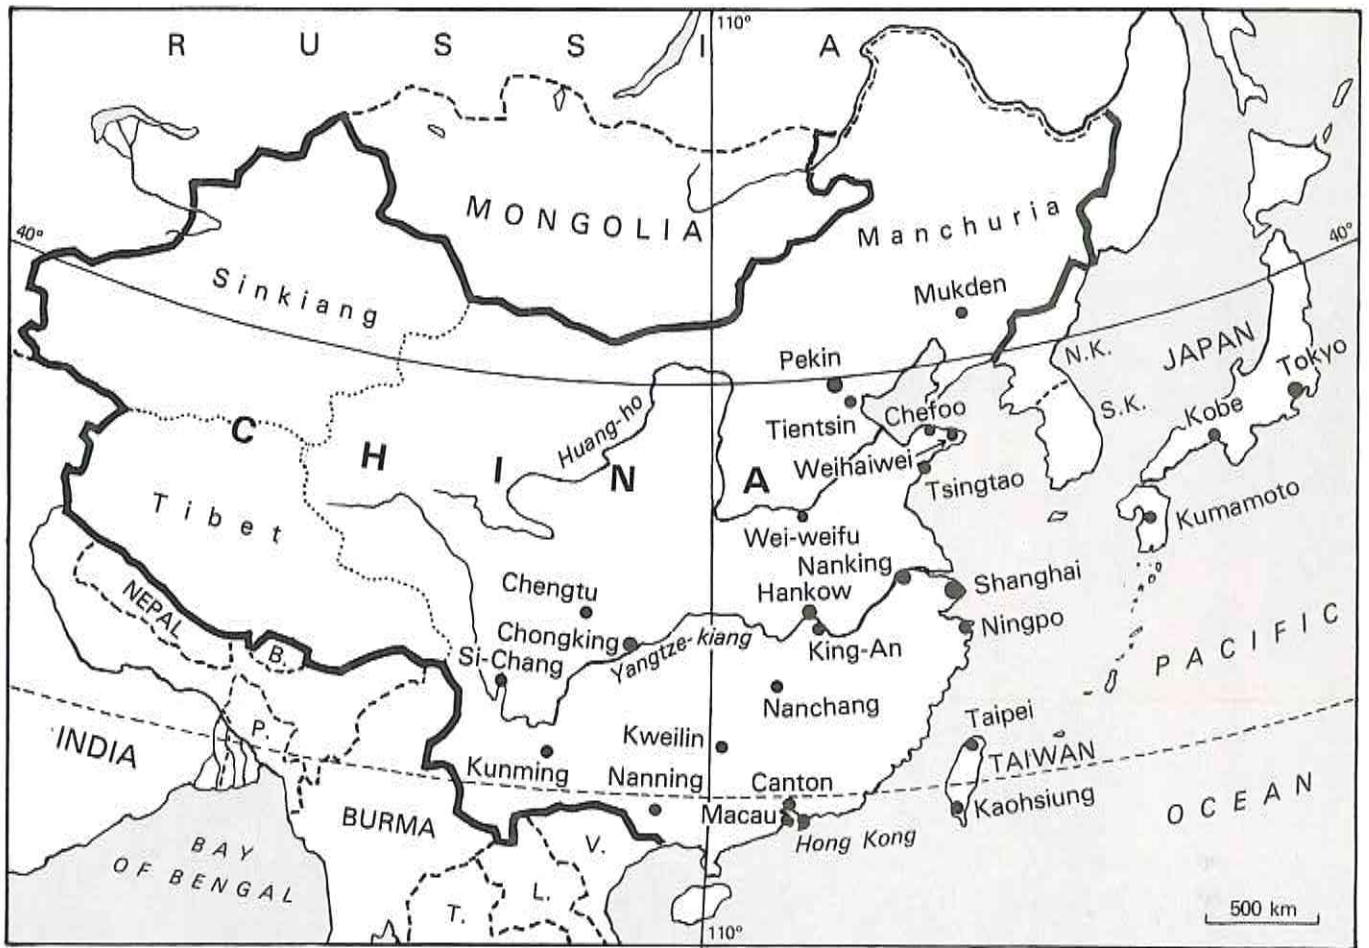 R U S S I A
110°
MONGOLIA
Manchuria
40°
40°
Sinkiang
Mukden
N.K.
JAPAN
Pekin
Tokyo
S.K.
Tientsin
Chefoo
Kobe
Huang-ho
C H I N A
Weihaiwei
Tsingtao
Kumamoto
Tibet
Wei-weifu
Nanking
Chengtu
Hankow
Shanghai
NEPAL
Chongking
Yangtze-kiang
King-An
Ningpo
B.
Si-Chang
PACIFIC
Nanchang
P.
Taipei
INDIA
Kweilin
TAIWAN
Kunming
Nanning
Canton
Kaohsiung
OCEAN
BURMA
Macau
Hong Kong
BAY
OF BENGAL
V.
L.
T.
110°
500 km